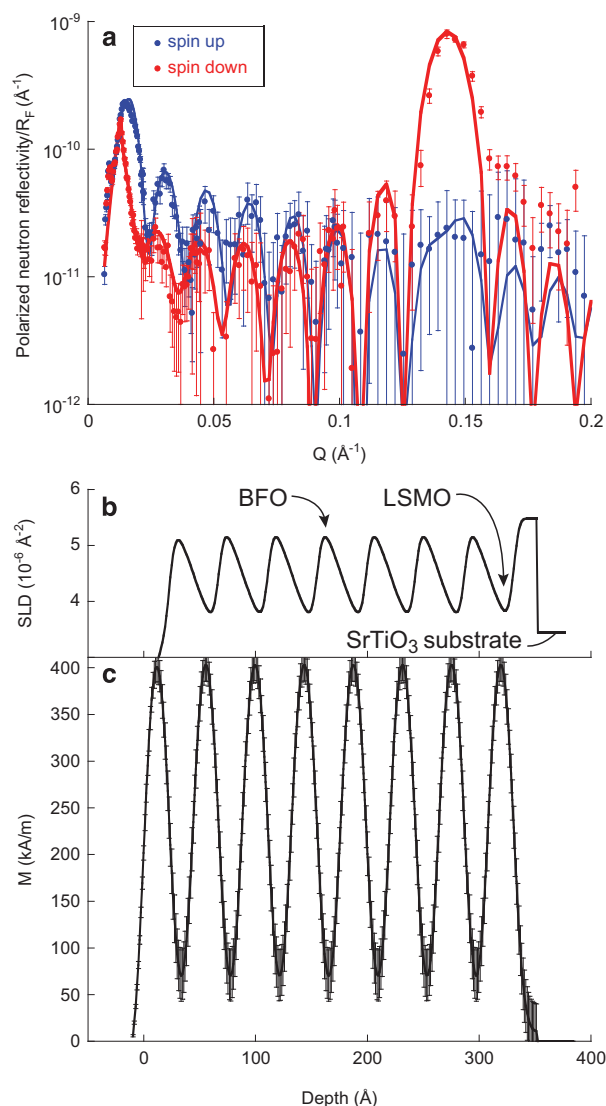 a
spin up
spin down
Polarized neutron reflectivity/R_F (Å⁻¹)
10⁻⁹
10⁻¹⁰
10⁻¹¹
10⁻¹²
0 0.05 0.1 0.15 0.2
Q (Å⁻¹)
b
BFO
LSMO
SrTiO₃ substrate
SLD (10⁻⁶ Å⁻²)
6
5
4
c
M (kA/m)
400
350
300
250
200
150
100
50
0
0 100 200 300 400
Depth (Å)